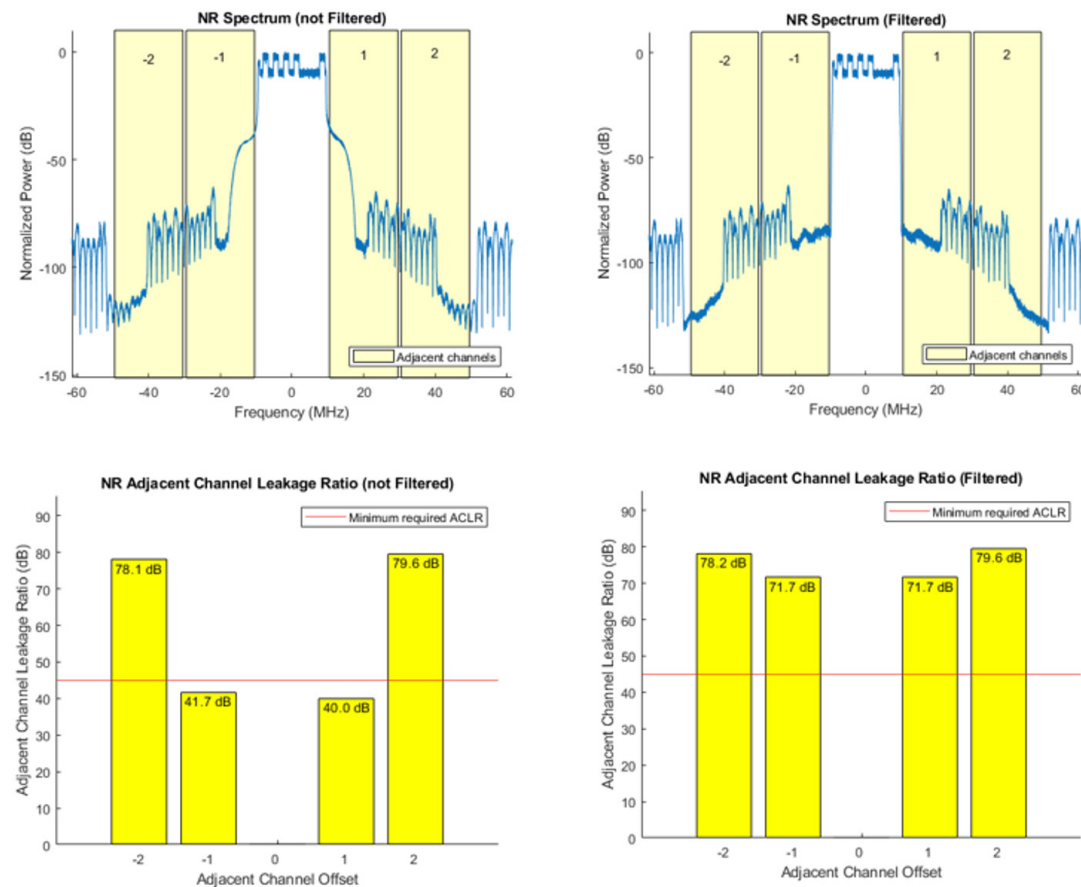 NR Spectrum (not Filtered)
-2
-1
1
2
0
-50
-100
-150
Normalized Power (dB)
Adjacent channels
-60
-40
-20
0
20
40
60
Frequency (MHz)
NR Spectrum (Filtered)
-2
-1
1
2
0
-50
-100
-150
Normalized Power (dB)
Adjacent channels
-60
-40
-20
0
20
40
60
Frequency (MHz)
NR Adjacent Channel Leakage Ratio (not Filtered)
Minimum required ACLR
90
80
70
60
50
40
30
20
10
0
Adjacent Channel Leakage Ratio (dB)
78.1 dB
41.7 dB
40.0 dB
79.6 dB
-2
-1
0
1
2
Adjacent Channel Offset
NR Adjacent Channel Leakage Ratio (Filtered)
Minimum required ACLR
90
80
70
60
50
40
30
20
10
0
Adjacent Channel Leakage Ratio (dB)
78.2 dB
71.7 dB
71.7 dB
79.6 dB
-2
-1
0
1
2
Adjacent Channel Offset